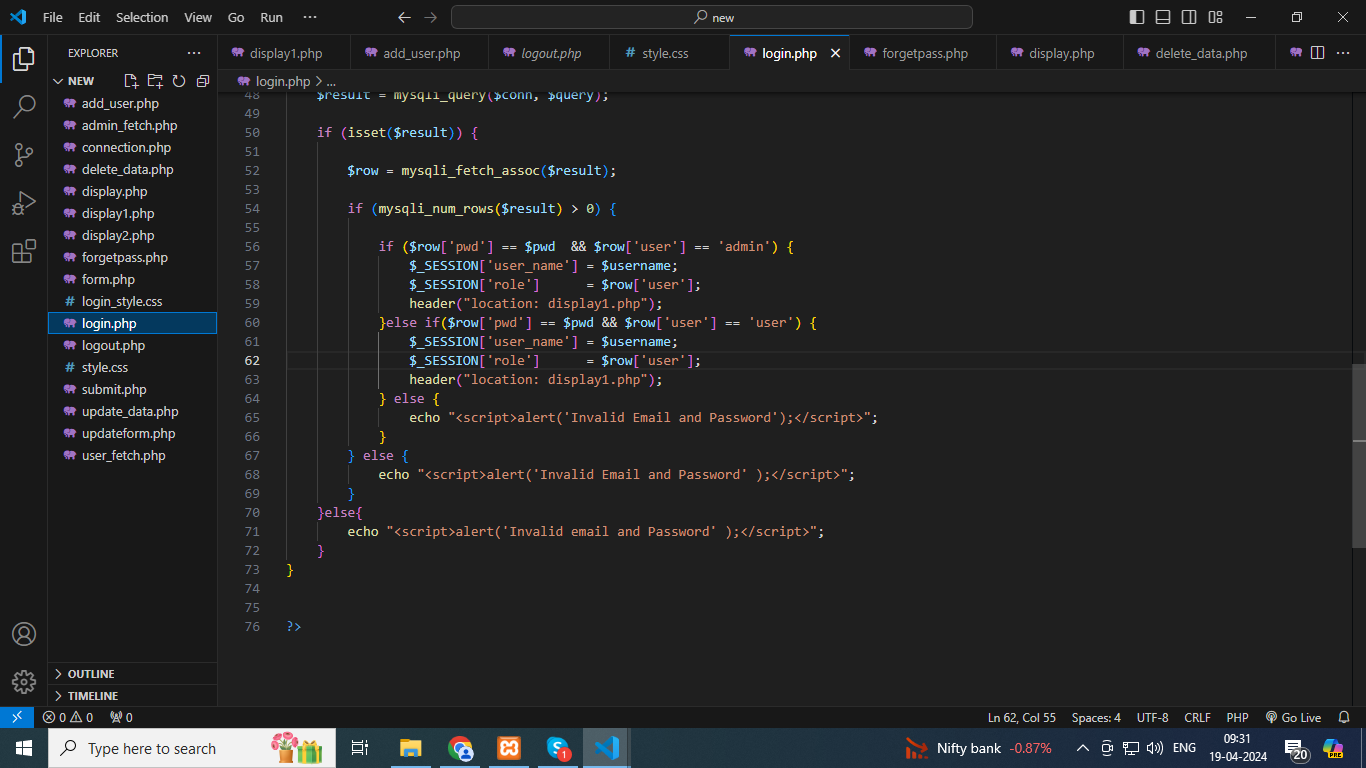 File Edit Selection View Go Run ··· new
EXPLORER ···
NEW
add_user.php
admin_fetch.php
connection.php
delete_data.php
display.php
display1.php
display2.php
forgetpass.php
form.php
# login_style.css
login.php
logout.php
# style.css
submit.php
update_data.php
updateform.php
user_fetch.php
OUTLINE
TIMELINE
display1.php add_user.php logout.php # style.css login.php forgetpass.php display.php delete_data.php ···
login.php > ...
48 $result = mysqli_query($conn, $query);
49
50 if (isset($result)) {
51
52 $row = mysqli_fetch_assoc($result);
53
54 if (mysqli_num_rows($result) > 0) {
55
56 if ($row['pwd'] == $pwd  && $row['user'] == 'admin') {
57 $_SESSION['user_name'] = $username;
58 $_SESSION['role']      = $row['user'];
59 header("location: display1.php");
60 }else if($row['pwd'] == $pwd && $row['user'] == 'user') {
61 $_SESSION['user_name'] = $username;
62 $_SESSION['role']      = $row['user'];
63 header("location: display1.php");
64 } else {
65 echo "<script>alert('Invalid Email and Password');</script>";
66 }
67 } else {
68 echo "<script>alert('Invalid Email and Password' );</script>";
69 }
70 }else{
71 echo "<script>alert('Invalid email and Password' );</script>";
72 }
73 }
74
75
76 ?>
0 0 0 Ln 62, Col 55 Spaces: 4 UTF-8 CRLF PHP Go Live
Type here to search 1 Nifty bank -0.87% ENG 09:31
19-04-2024 20 PRE